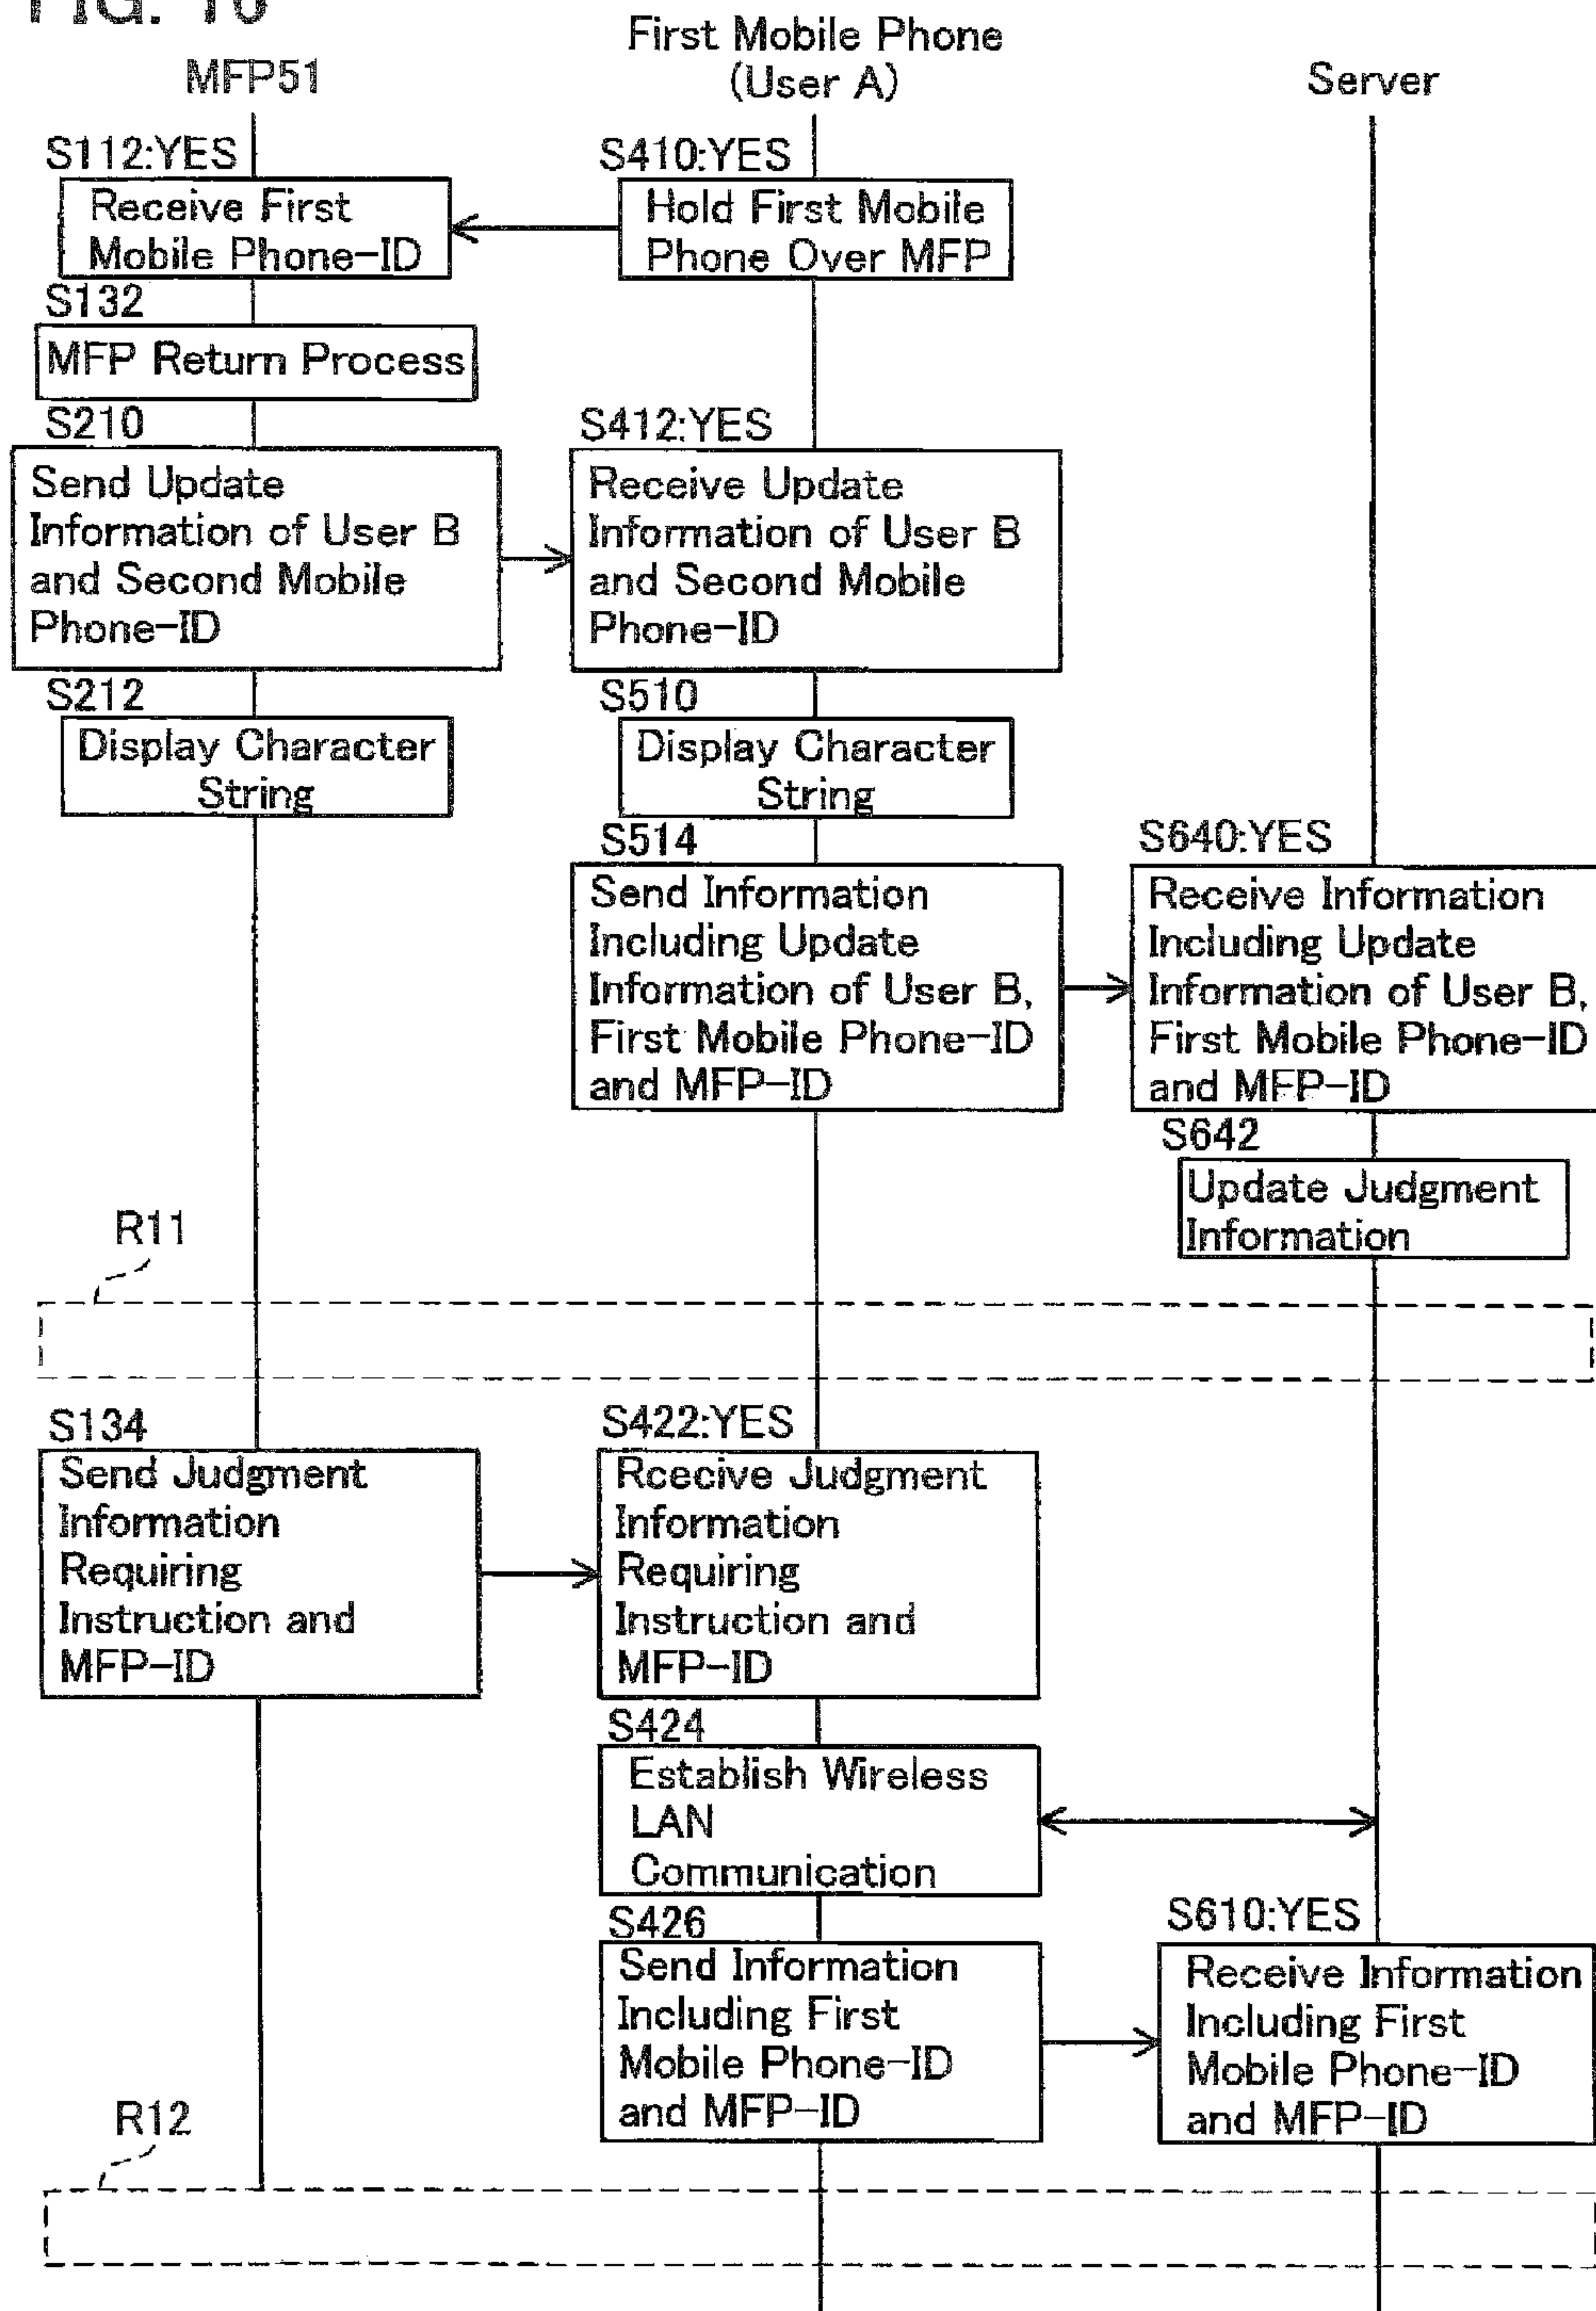 FIG.
MFP51
First Mobile Phone
(User A)
Server
S112:YES
Receive First
Mobile Phone-ID
S410:YES
Hold First Mobile
Phone Over MFP
S132
MFP Return Process
S210
Send Update
Information of User B
and Second Mobile
Phone-ID
S412:YES
Receive Update
Information of User B
and Second Mobile
Phone-ID
S212
Display Character
String
S510
Display Character
String
S514
Send Information
Including Update
Information of User B,
First Mobile Phone-ID
and MFP-ID
S640:YES
Receive Information
Including Update
Information of User B,
First Mobile Phone-ID
and MFP-ID
S642
Update Judgment
Information
R11
S134
Send Judgment
Information
Requiring
Instruction and
MFP-ID
S422:YES
Rcecive Judgment
Information
Requiring
Instruction and
MFP-ID
S424
Establish Wireless
LAN
Communication
S426
Send Information
Including First
Mobile Phone-ID
and MFP-ID
S610:YES
Receive Information
Including First
Mobile Phone-ID
and MFP-ID
R12